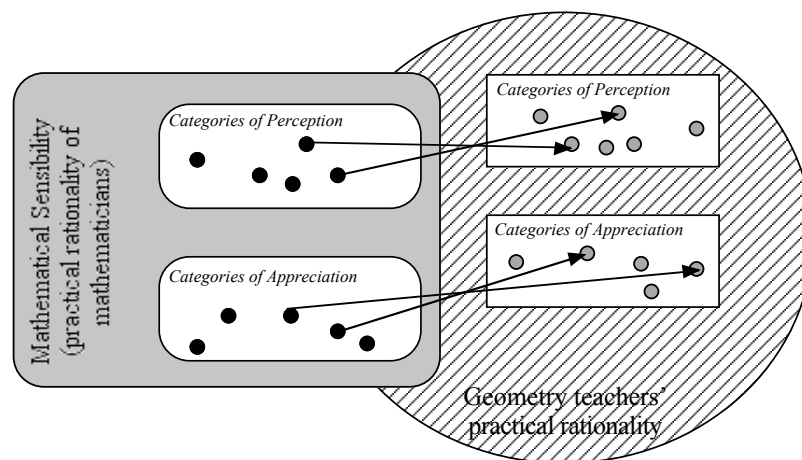 Mathematical Sensibility
(practical rationality of
mathematicians)
Categories of Perception
Categories of Appreciation
Categories of Perception
Categories of Appreciation
Geometry teachers'
practical rationality